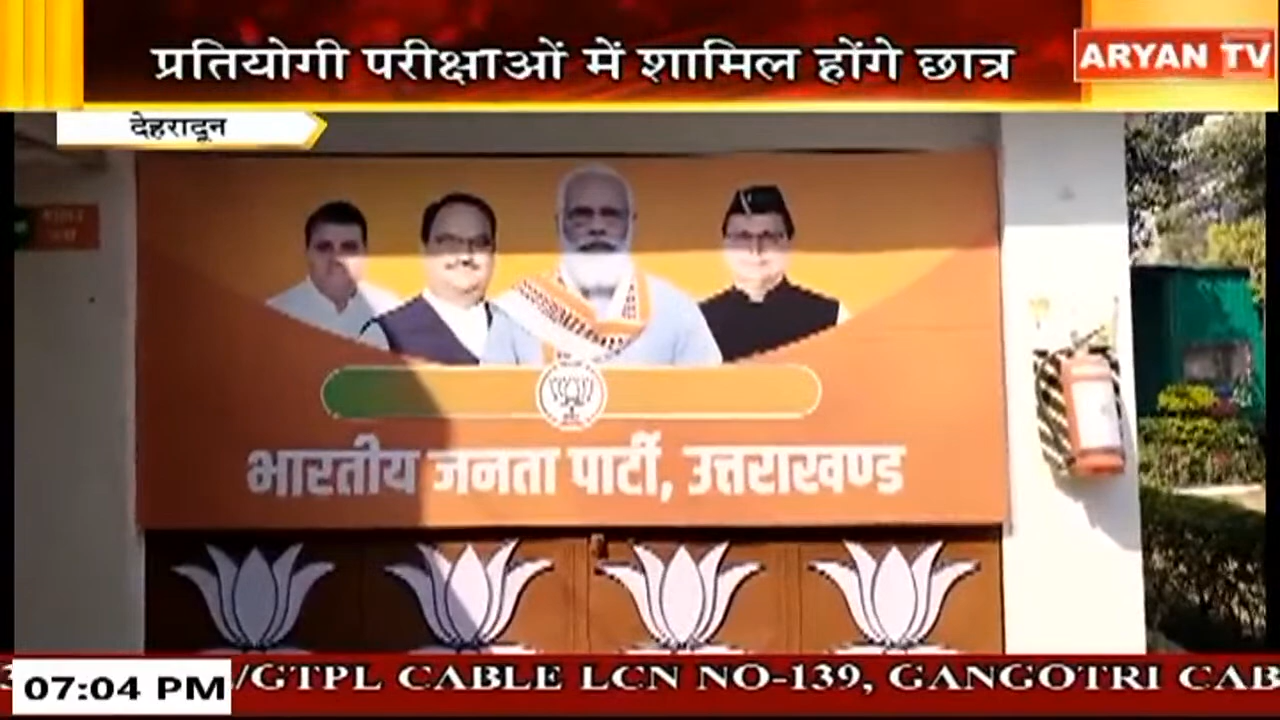 प्रतियोगी परीक्षाओं में शामिल होंगे छात्र
ARYAN TV
देहरादून
भारतीय जनता पार्टी, उत्तराखण्ड
07:04 PM
/GTPL CABLE LCN NO-139, GANGOTRI CAB